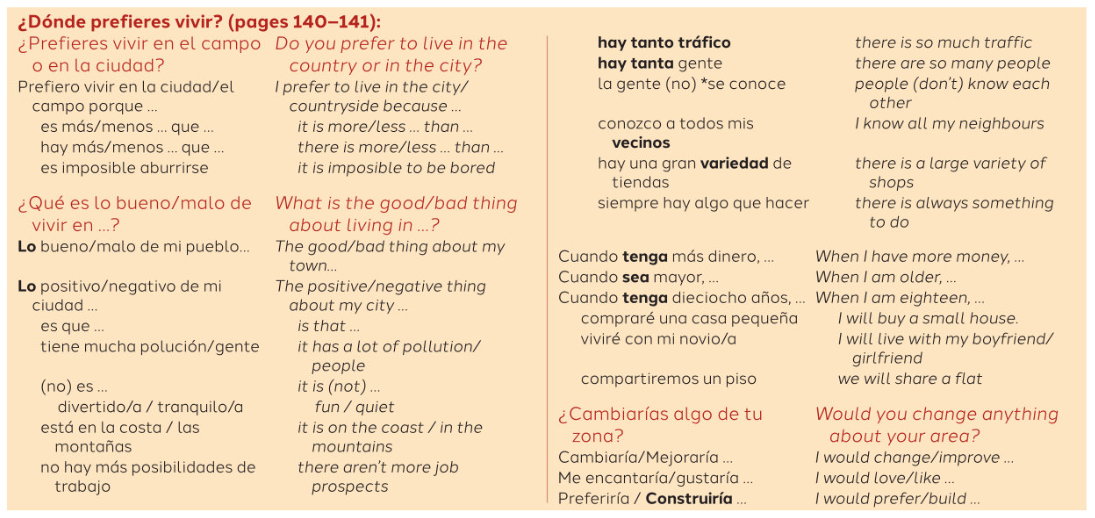 ¿Dónde prefieres vivir? (pages 140–141):
¿Prefieres vivir en el campo
o en la ciudad?
Do you prefer to live in the
country or in the city?
Prefiero vivir en la ciudad/el
campo porque ...
I prefer to live in the city/
countryside because ...
es más/menos ... que ...
it is more/less ... than ...
hay más/menos ... que ...
there is more/less ... than ...
es imposible aburrirse
it is imposible to be bored
¿Qué es lo bueno/malo de
vivir en ...?
What is the good/bad thing
about living in ...?
Lo bueno/malo de mi pueblo...
The good/bad thing about my
town...
Lo positivo/negativo de mi
ciudad ...
The positive/negative thing
about my city ...
es que ...
is that ...
tiene mucha polución/gente
it has a lot of pollution/
people
(no) es ...
it is (not) ...
divertido/a / tranquilo/a
fun / quiet
está en la costa / las
montañas
it is on the coast / in the
mountains
no hay más posibilidades de
trabajo
there aren't more job
prospects
hay tanto tráfico
there is so much traffic
hay tanta gente
there are so many people
la gente (no) *se conoce
people (don't) know each
other
conozco a todos mis
vecinos
I know all my neighbours
hay una gran variedad de
tiendas
there is a large variety of
shops
siempre hay algo que hacer
there is always something
to do
Cuando tenga más dinero, ...
When I have more money, ...
Cuando sea mayor, ...
When I am older, ...
Cuando tenga dieciocho años, ...
When I am eighteen, ...
compraré una casa pequeña
I will buy a small house.
viviré con mi novio/a
I will live with my boyfriend/
girlfriend
compartiremos un piso
we will share a flat
¿Cambiarías algo de tu
zona?
Would you change anything
about your area?
Cambiaría/Mejoraría ...
I would change/improve ...
Me encantaría/gustaría ...
I would love/like ...
Preferiría / Construiría ...
I would prefer/build ...